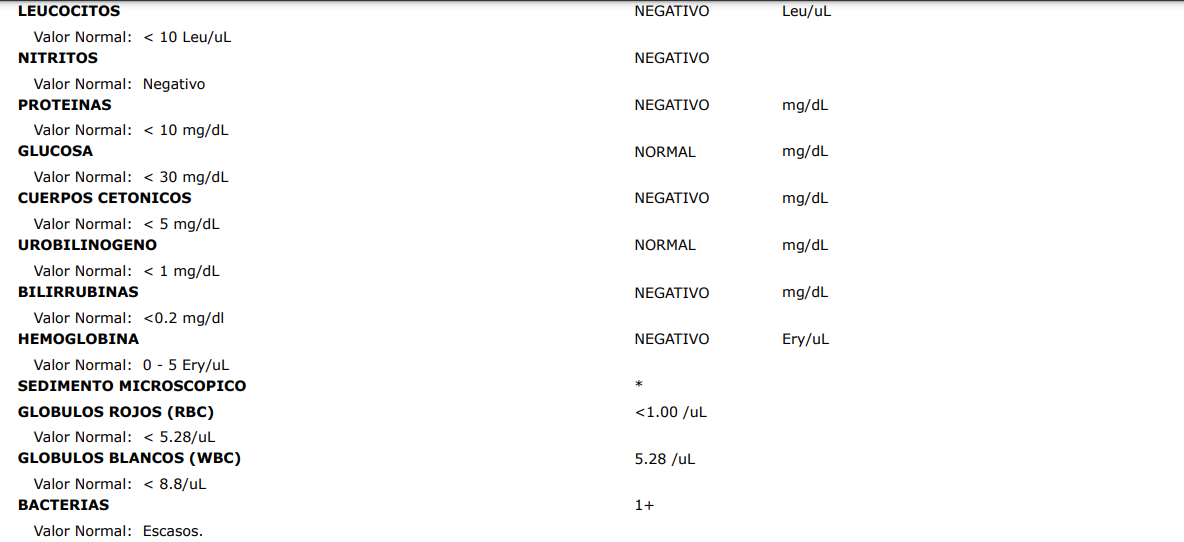 LEUCOCITOS NEGATIVO Leu/uL
Valor Normal: < 10 Leu/uL
NITRITOS NEGATIVO
Valor Normal: Negativo
PROTEINAS NEGATIVO mg/dL
Valor Normal: < 10 mg/dL
GLUCOSA NORMAL mg/dL
Valor Normal: < 30 mg/dL
CUERPOS CETONICOS NEGATIVO mg/dL
Valor Normal: < 5 mg/dL
UROBILINOGENO NORMAL mg/dL
Valor Normal: < 1 mg/dL
BILIRRUBINAS NEGATIVO mg/dL
Valor Normal: <0.2 mg/dl
HEMOGLOBINA NEGATIVO Ery/uL
Valor Normal: 0 - 5 Ery/uL
SEDIMENTO MICROSCOPICO *
GLOBULOS ROJOS (RBC) <1.00 /uL
Valor Normal: < 5.28/uL
GLOBULOS BLANCOS (WBC) 5.28 /uL
Valor Normal: < 8.8/uL
BACTERIAS 1+
Valor Normal: Escasos.